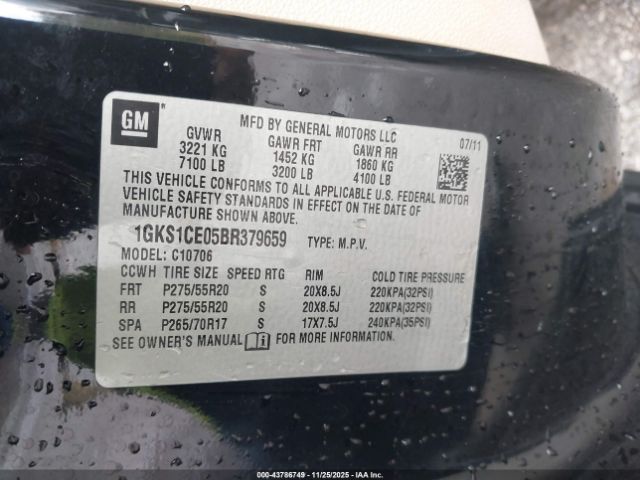 GM
MFD BY GENERAL MOTORS LLC
07/11
GVWR GAWR FRT GAWR RR
3221 KG 1452 KG 1860 KG
7100 LB 3200 LB 4100 LB
THIS VEHICLE CONFORMS TO ALL APPLICABLE U.S. FEDERAL MOTOR
VEHICLE SAFETY STANDARDS IN EFFECT ON THE DATE OF
MANUFACTURE SHOWN ABOVE.
1GKS1CE05BR379659 TYPE: M.P.V.
MODEL: C10706
CCWH TIRE SIZE SPEED RTG RIM COLD TIRE PRESSURE
FRT P275/55R20 S 20X8.5J 220KPA(32PSI)
RR P275/55R20 S 20X8.5J 220KPA(32PSI)
SPA P265/70R17 S 17X7.5J 240KPA(35PSI)
SEE OWNER'S MANUAL FOR MORE INFORMATION.
000-43786749 - 11/25/2025 - IAA Inc.